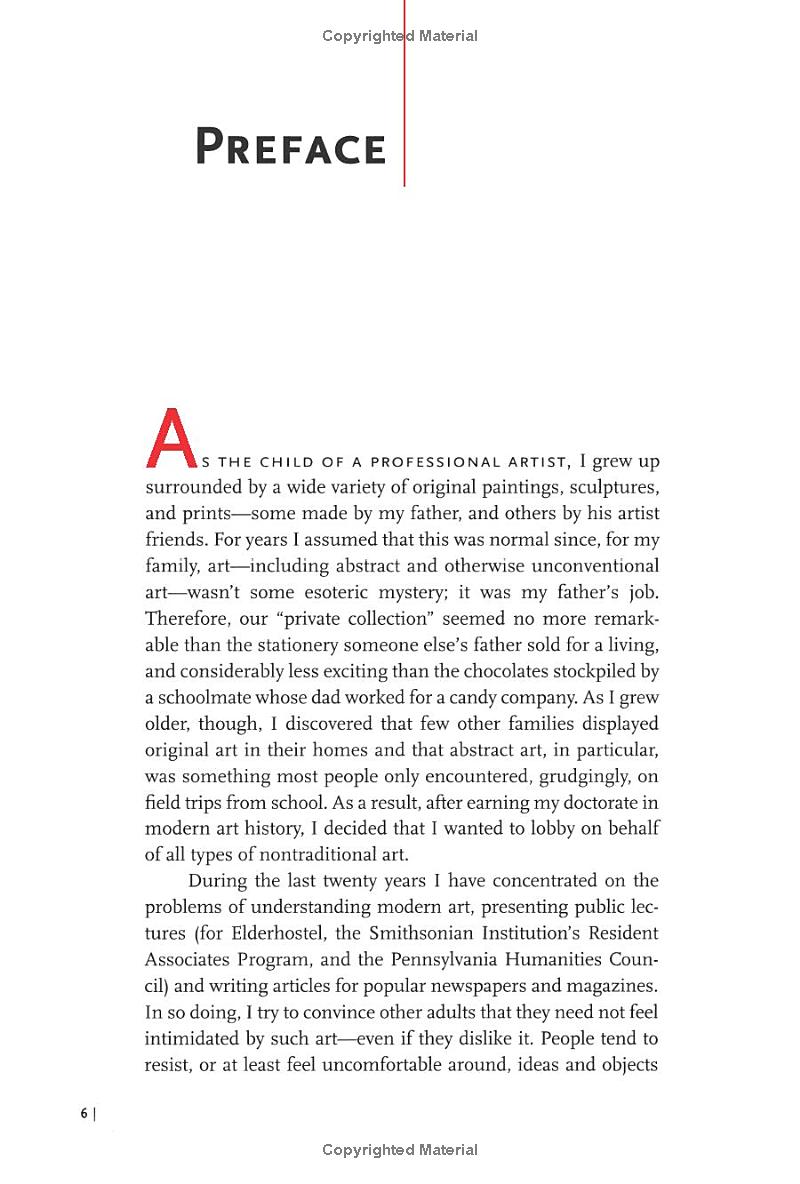 Copyrighted Material
PREFACE
AS THE CHILD OF A PROFESSIONAL ARTIST, I grew up
surrounded by a wide variety of original paintings, sculptures,
and prints—some made by my father, and others by his artist
friends. For years I assumed that this was normal since, for my
family, art—including abstract and otherwise unconventional
art—wasn’t some esoteric mystery; it was my father’s job.
Therefore, our “private collection” seemed no more remark-
able than the stationery someone else’s father sold for a living,
and considerably less exciting than the chocolates stockpiled by
a schoolmate whose dad worked for a candy company. As I grew
older, though, I discovered that few other families displayed
original art in their homes and that abstract art, in particular,
was something most people only encountered, grudgingly, on
field trips from school. As a result, after earning my doctorate in
modern art history, I decided that I wanted to lobby on behalf
of all types of nontraditional art.
During the last twenty years I have concentrated on the
problems of understanding modern art, presenting public lec-
tures (for Elderhostel, the Smithsonian Institution’s Resident
Associates Program, and the Pennsylvania Humanities Coun-
cil) and writing articles for popular newspapers and magazines.
In so doing, I try to convince other adults that they need not feel
intimidated by such art—even if they dislike it. People tend to
resist, or at least feel uncomfortable around, ideas and objects
6 |
Copyrighted Material